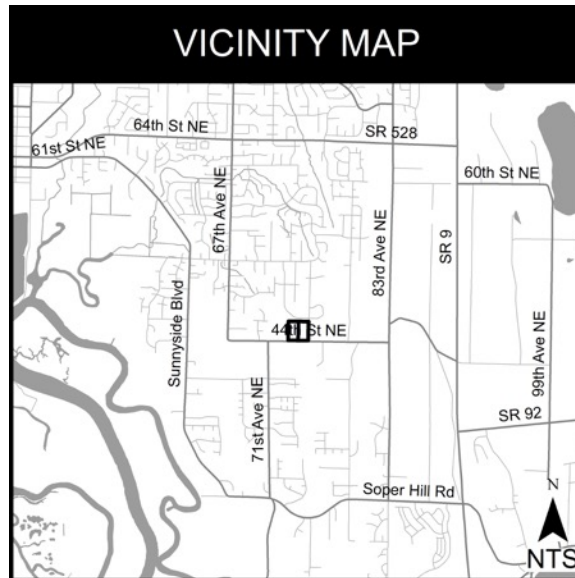 VICINITY MAP
64th St NE
SR 528
61st St NE
60th St NE
67th Ave NE
83rd Ave NE
SR 9
Sunnyside Blvd
44th St NE
99th Ave NE
71st Ave NE
SR 92
Soper Hill Rd
N
NTS